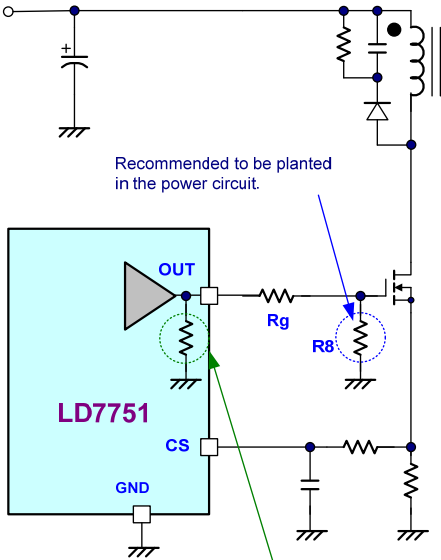 +
Recommended to be planted
in the power circuit.
OUT
Rg
R8
LD7751
CS
GND